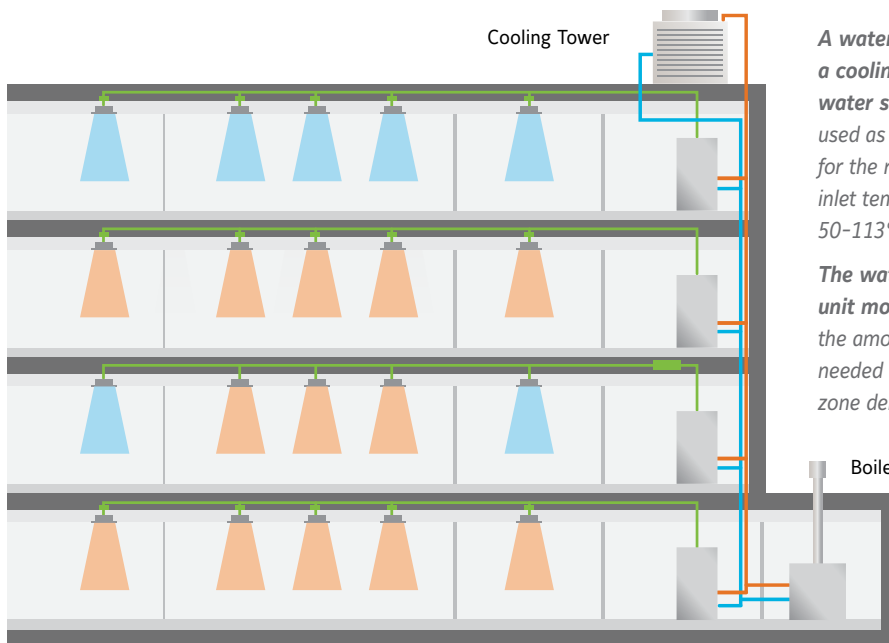 Cooling Tower
A water
a coolin
water s
used as
for the r
inlet ten
50-113°
The wat
unit mo
the amo
needed
zone de
Boile